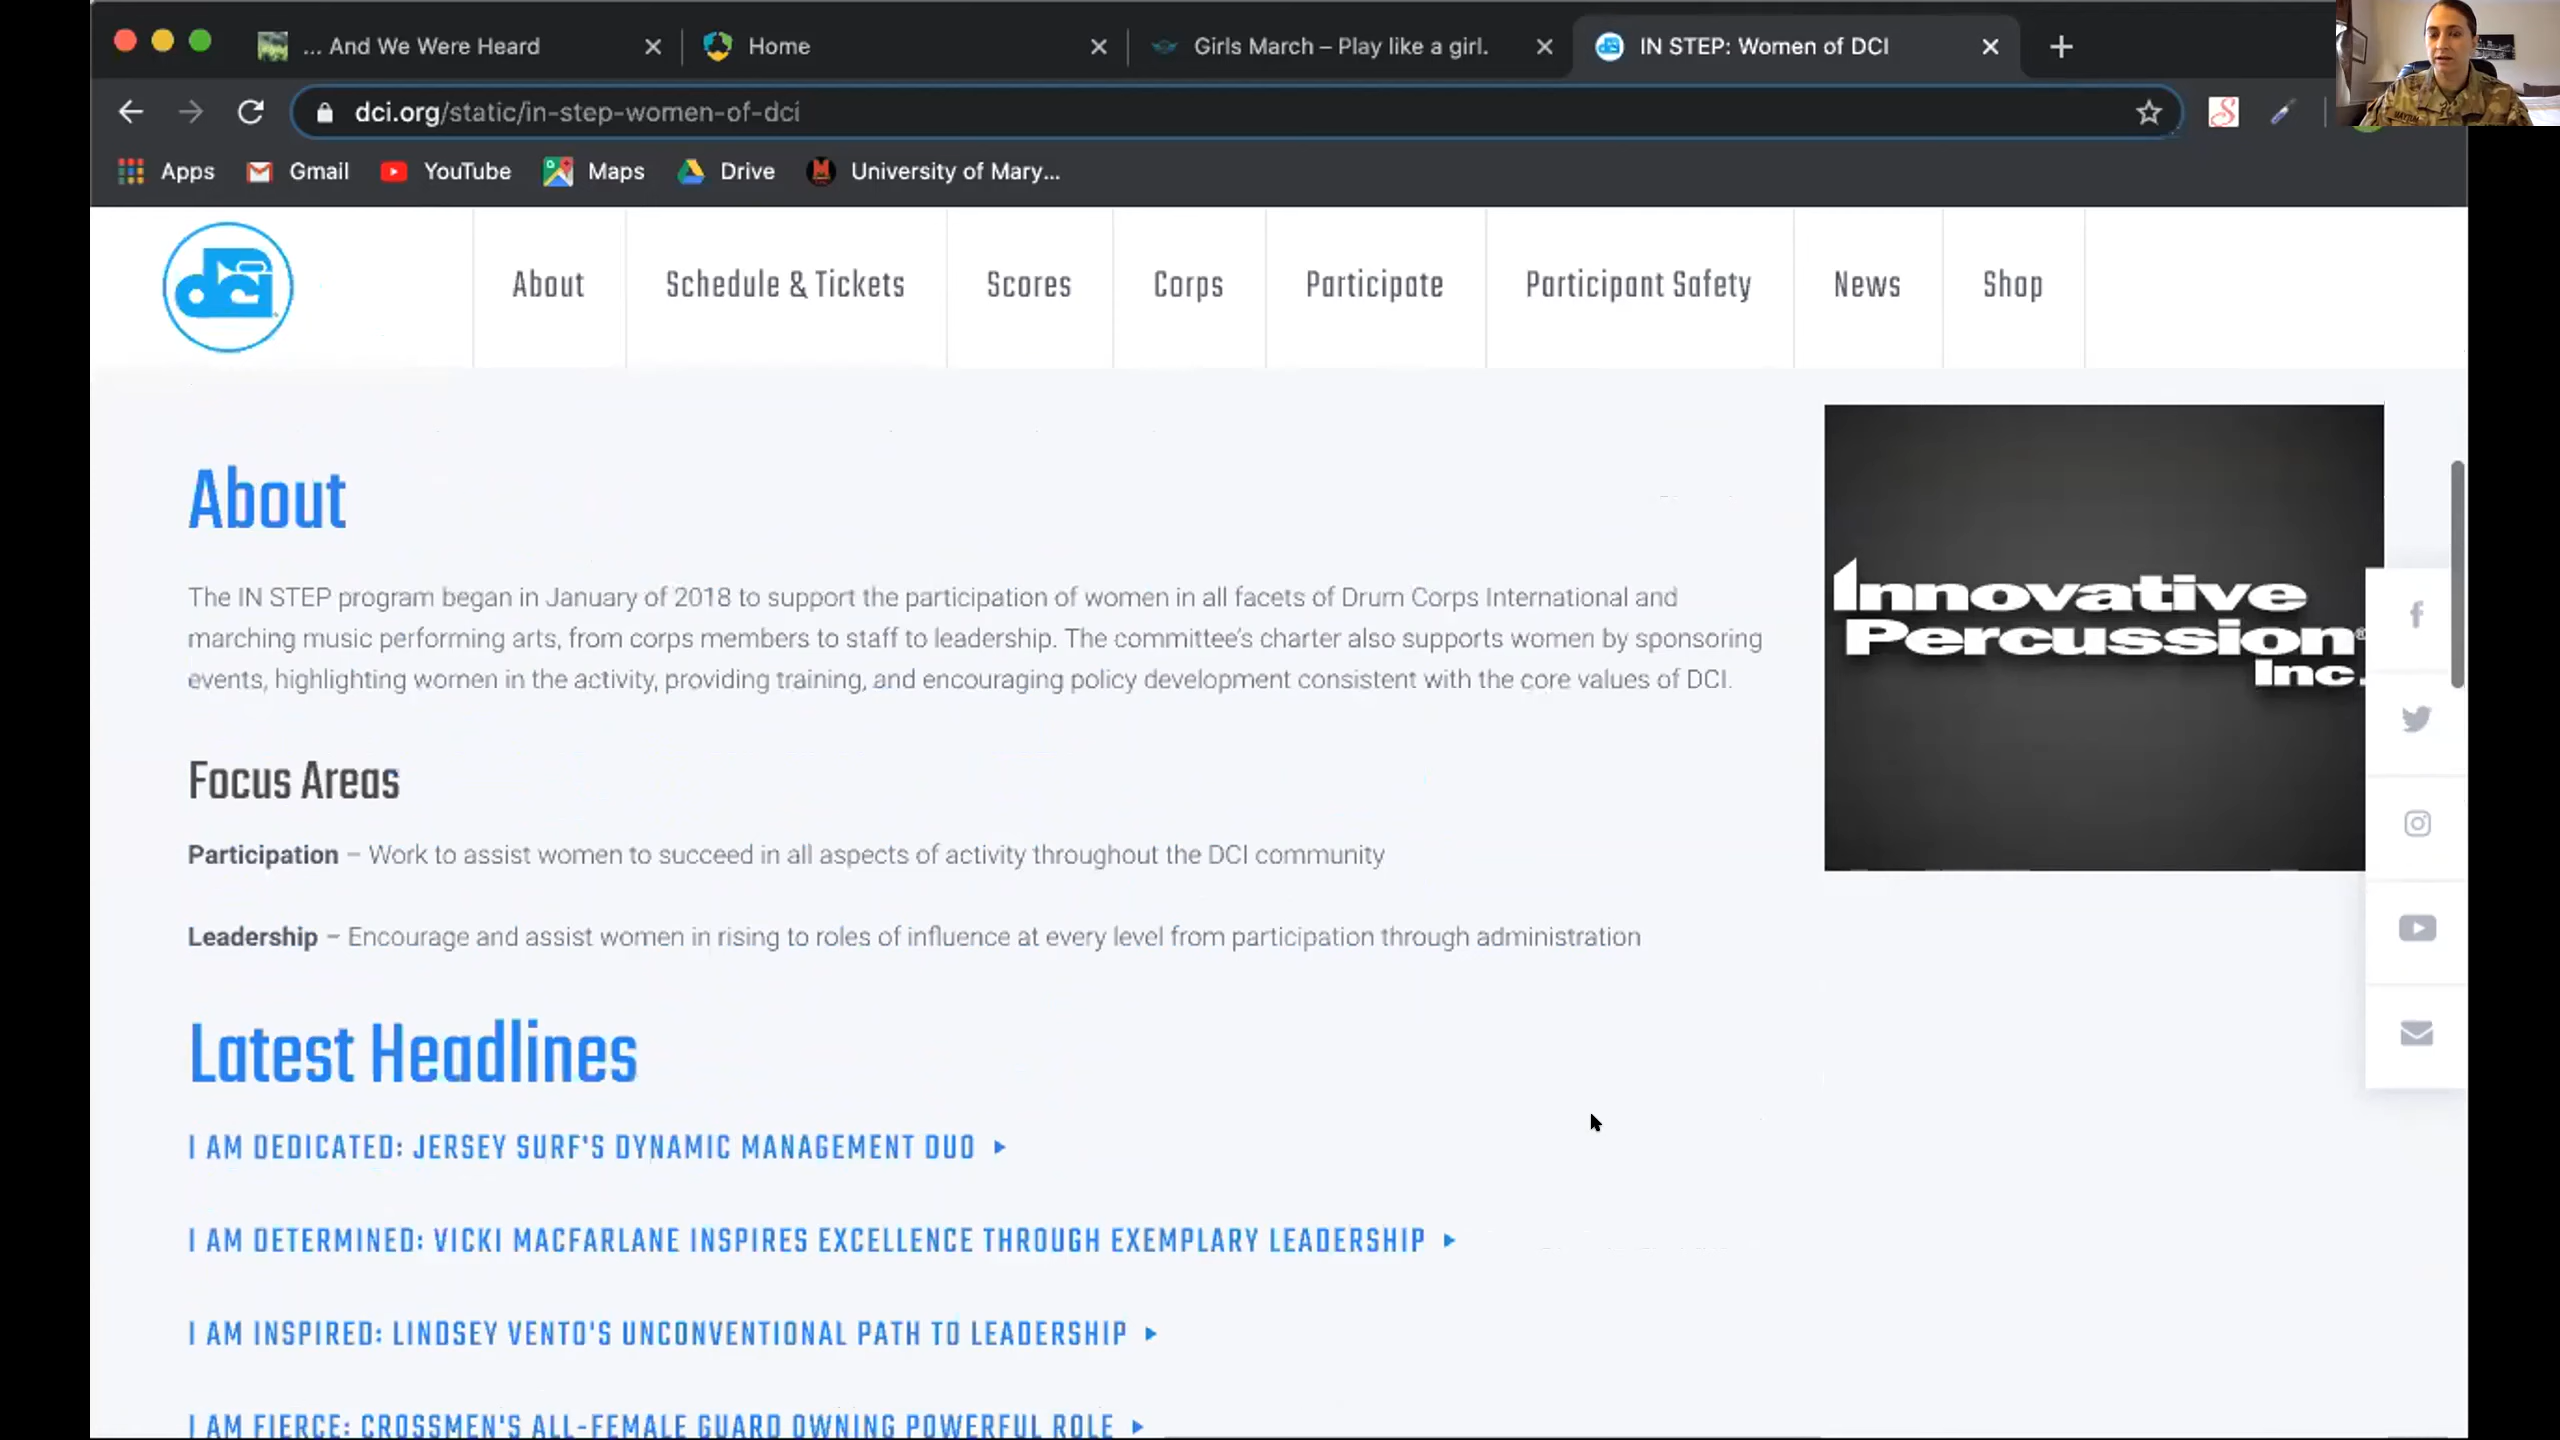 ... And We Were Heard
Home
Girls March – Play like a girl.
IN STEP: Women of DCI
dci.org/static/in-step-women-of-dci
Apps
Gmail
YouTube
Maps
Drive
University of Mary...
dci
About
Schedule & Tickets
Scores
Corps
Participate
Participant Safety
News
Shop
About
The IN STEP program began in January of 2018 to support the participation of women in all facets of Drum Corps International and
marching music performing arts, from corps members to staff to leadership. The committee's charter also supports women by sponsoring
events, highlighting women in the activity, providing training, and encouraging policy development consistent with the core values of DCI.
Innovative
Percussion®
Inc.
Focus Areas
Participation – Work to assist women to succeed in all aspects of activity throughout the DCI community
Leadership – Encourage and assist women in rising to roles of influence at every level from participation through administration
Latest Headlines
I AM DEDICATED: JERSEY SURF'S DYNAMIC MANAGEMENT DUO
I AM DETERMINED: VICKI MACFARLANE INSPIRES EXCELLENCE THROUGH EXEMPLARY LEADERSHIP
I AM INSPIRED: LINDSEY VENTO'S UNCONVENTIONAL PATH TO LEADERSHIP
I AM FIERCE: CROSSMEN'S ALL-FEMALE GUARD OWNING POWERFUL ROLE